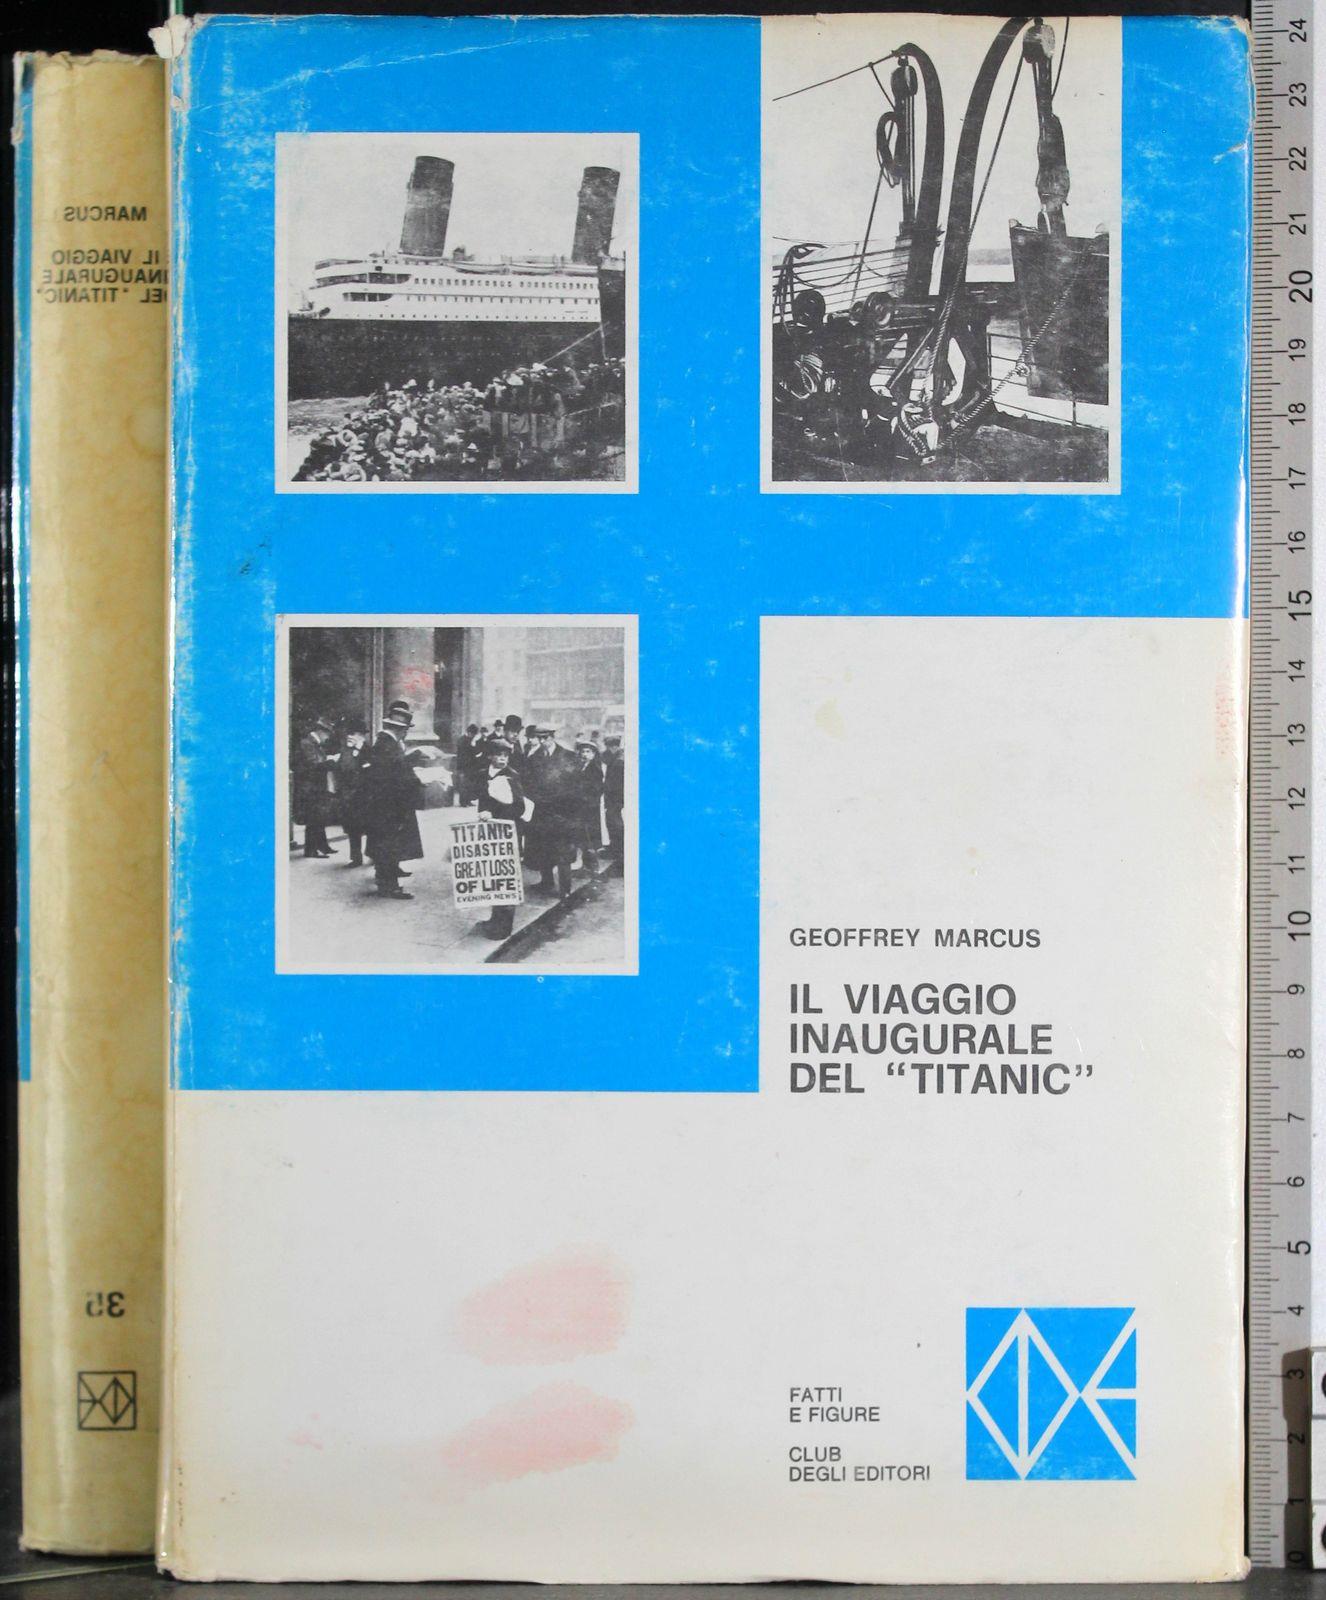 MARCUS
IL VIAGGIO
INAUGURALE
DEL "TITANIC"
35
TITANIC
DISASTER
GREAT LOSS
OF LIFE
EVENING NEWS
GEOFFREY MARCUS
IL VIAGGIO
INAUGURALE
DEL “TITANIC”
FATTI
E FIGURE
CLUB
DEGLI EDITORI
24
23
22
21
20
19
18
17
16
15
14
13
12
11
10
9
8
7
6
5
4
3
2
1
0